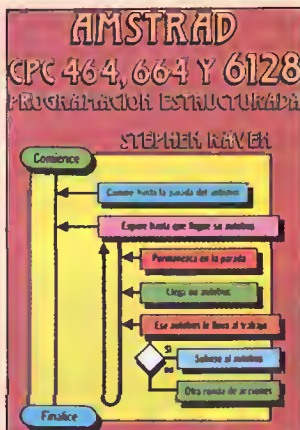 AMSTRAD
CPC 464, 664 Y 6128
PROGRAMACION ESTRUCTURADA
STEPHEN RAVEN
Comience
Camine hasta la parada del autobus
Espere hasta que llegue su autobus
Permanezca en la parada
Llega un autobus
Ese autobus le lleva al trabajo
Si
no
Subase al autobus
Otra ronda de acciones
Finalice